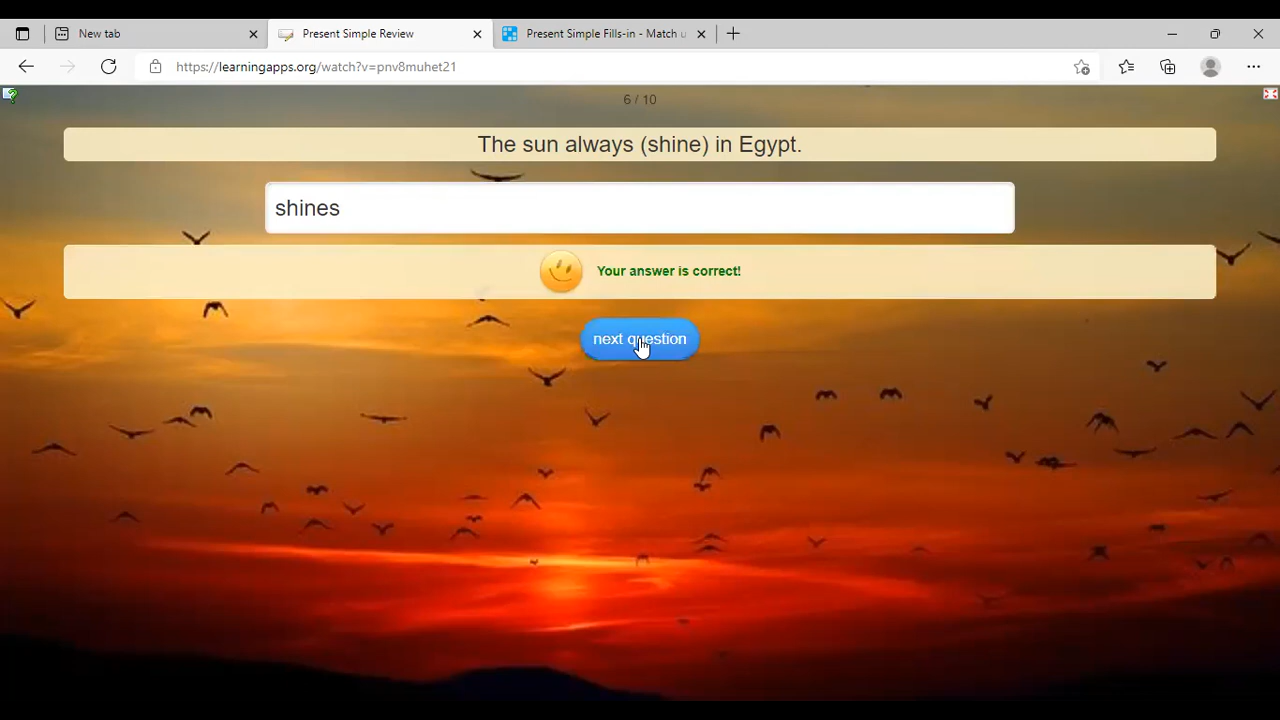 New tab
Present Simple Review
Present Simple Fills-in - Match u
https://learningapps.org/watch?v=pnv8muhet21
6 / 10
The sun always (shine) in Egypt.
shines
Your answer is correct!
next question